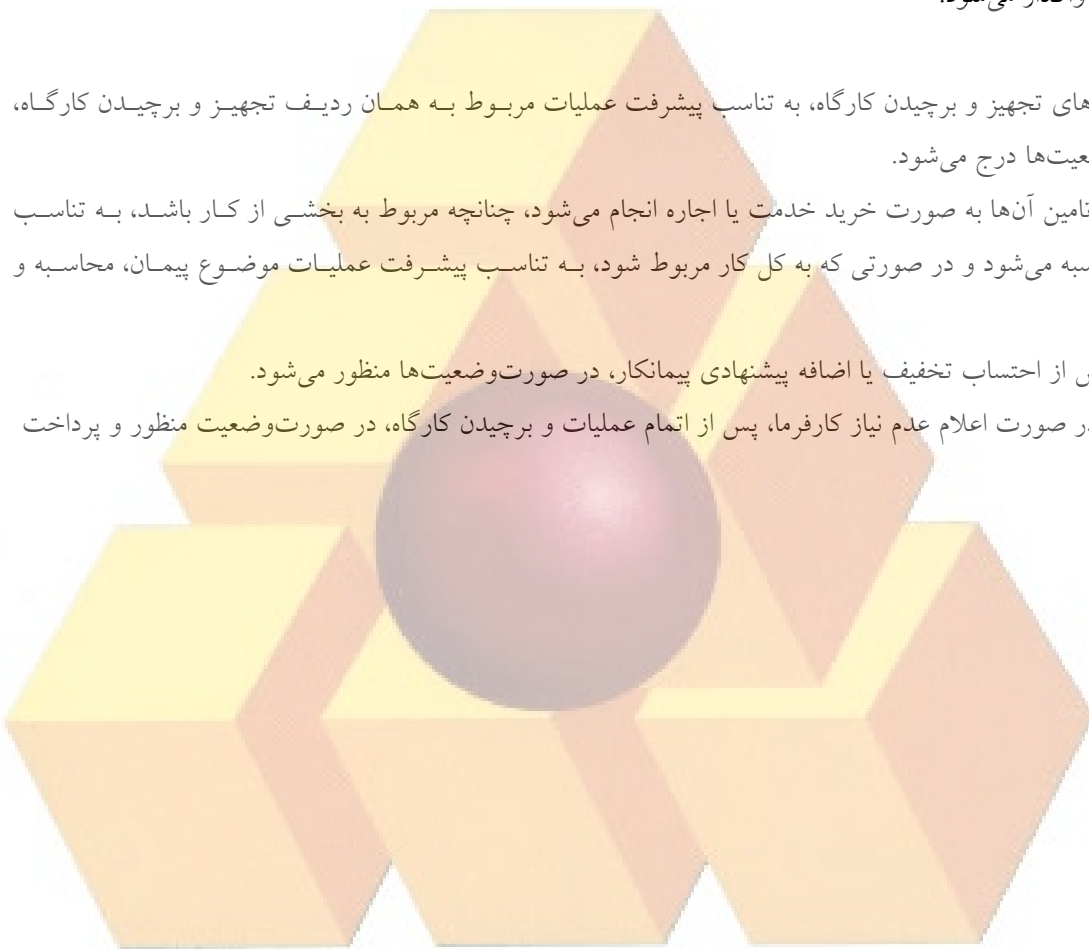 واگذار می‌شود.
های تجهیز و برچیدن کارگاه، به تناسب پیشرفت عملیات مربوط به همان ردیف تجهیز و برچیدن کارگاه،
عیت‌ها درج می‌شود.
تامین آن‌ها به صورت خرید خدمت یا اجاره انجام می‌شود، چنانچه مربوط به بخشی از کار باشد، به تناسب
سبه می‌شود و در صورتی که به کل کار مربوط شود، به تناسب پیشرفت عملیات موضوع پیمان، محاسبه و
س از احتساب تخفیف یا اضافه پیشنهادی پیمانکار، در صورت‌وضعیت‌ها منظور می‌شود.
در صورت اعلام عدم نیاز کارفرما، پس از اتمام عملیات و برچیدن کارگاه، در صورت‌وضعیت منظور و پرداخت